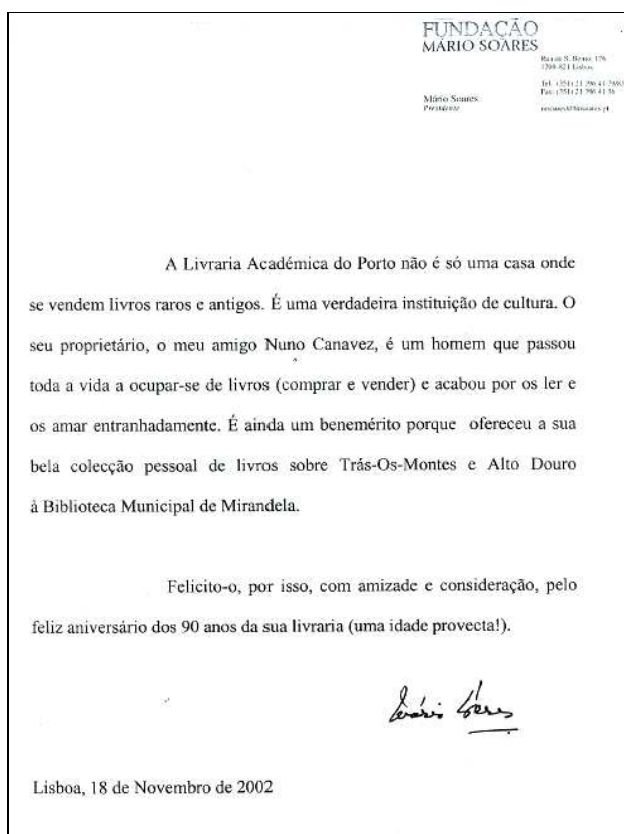 FUNDAÇÃO
MÁRIO SOARES
Lisboa
Mário Soares
Presidente
A Livraria Académica do Porto não é só uma casa onde
se vendem livros raros e antigos. É uma verdadeira instituição de cultura. O
seu proprietário, o meu amigo Nuno Canavez, é um homem que passou
toda a vida a ocupar-se de livros (comprar e vender) e acabou por os ler e
os amar entranhadamente. É ainda um benemérito porque ofereceu a sua
bela colecção pessoal de livros sobre Trás-Os-Montes e Alto Douro
à Biblioteca Municipal de Mirandela.
Felicito-o, por isso, com amizade e consideração, pelo
feliz aniversário dos 90 anos da sua livraria (uma idade provecta!).
Mário Soares
Lisboa, 18 de Novembro de 2002